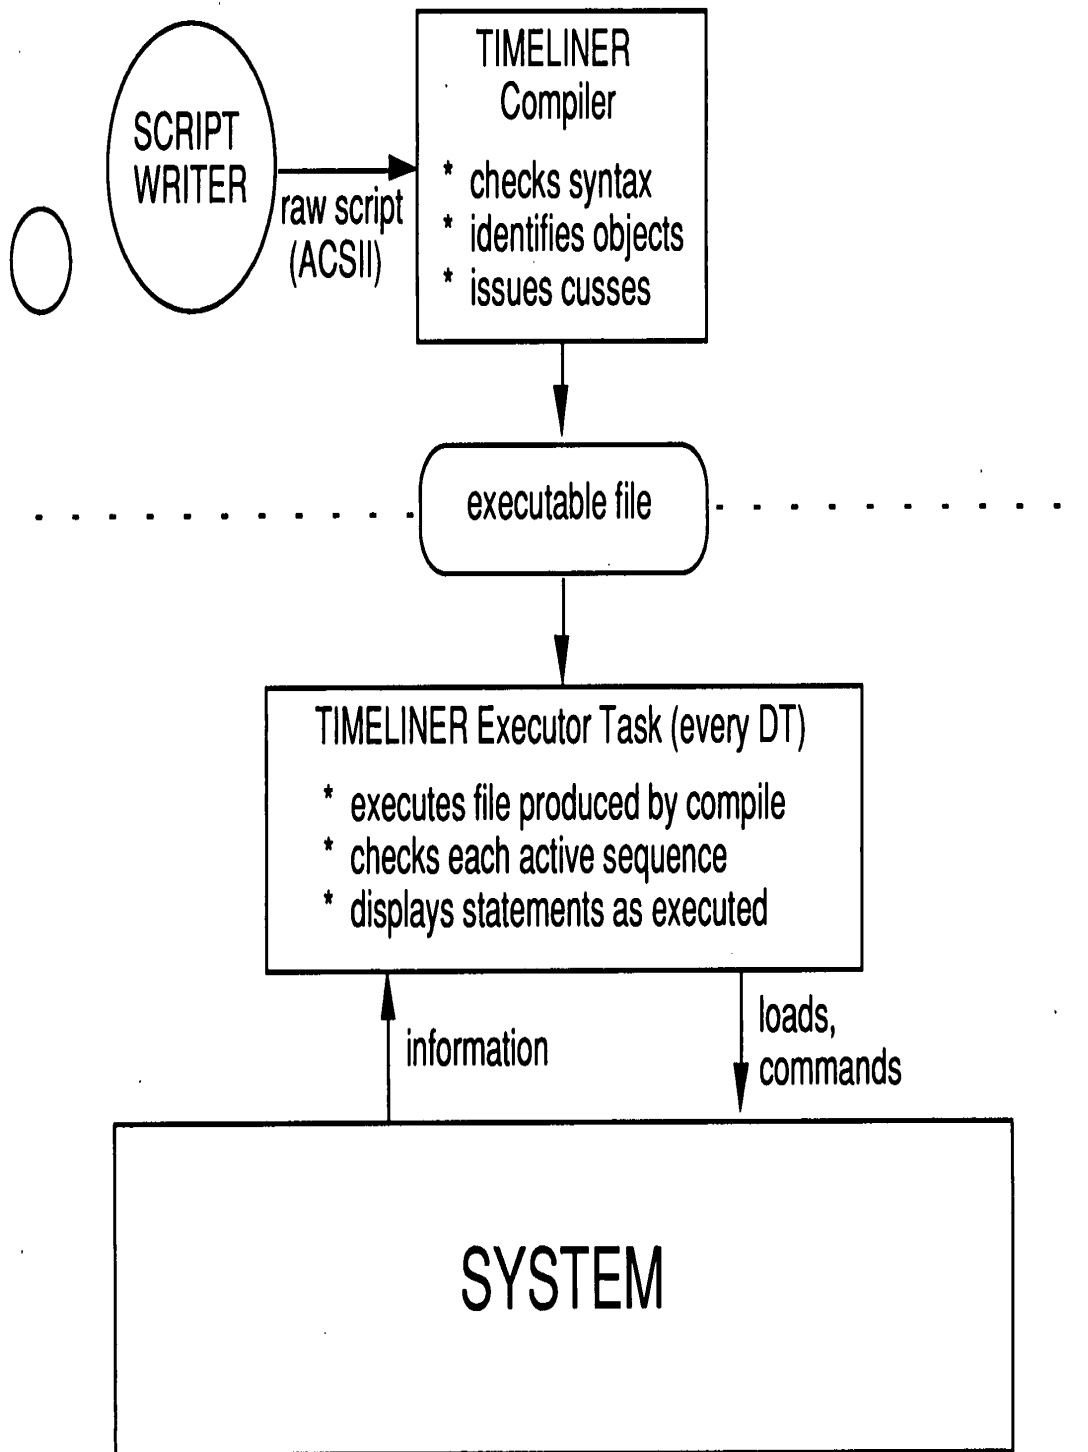 SCRIPT
WRITER
raw script
(ACSII)
TIMELINER
Compiler
* checks syntax
* identifies objects
* issues cusses
executable file
TIMELINER Executor Task (every DT)
* executes file produced by compile
* checks each active sequence
* displays statements as executed
information
loads,
commands
SYSTEM